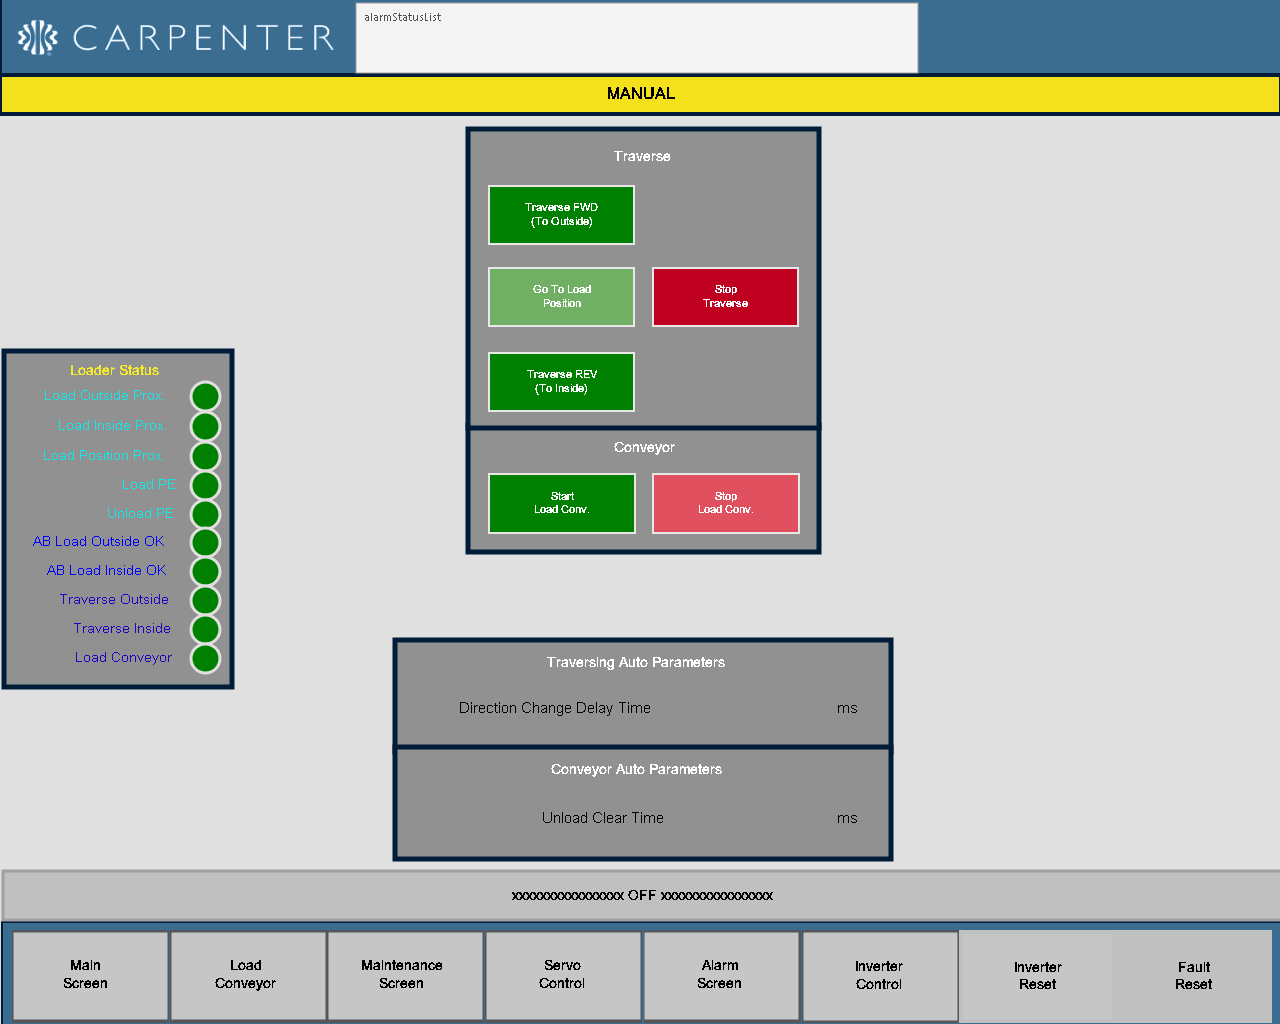 CARPENTER
alarmStatusList
MANUAL
Traverse
Traverse FWD
(To Outside)
Go To Load
Position
Stop
Traverse
Traverse REV
(To Inside)
Conveyor
Start
Load Conv.
Stop
Load Conv.
Loader Status
Load Outside Prox.
Load Inside Prox.
Load Position Prox.
Load PE
Unload PE
AB Load Outside OK
AB Load Inside OK
Traverse Outside
Traverse Inside
Load Conveyor
Traversing Auto Parameters
Direction Change Delay Time ms
Conveyor Auto Parameters
Unload Clear Time ms
xxxxxxxxxxxxxxxx OFF xxxxxxxxxxxxxxxx
Main
Screen
Load
Conveyor
Maintenance
Screen
Servo
Control
Alarm
Screen
Inverter
Control
Inverter
Reset
Fault
Reset